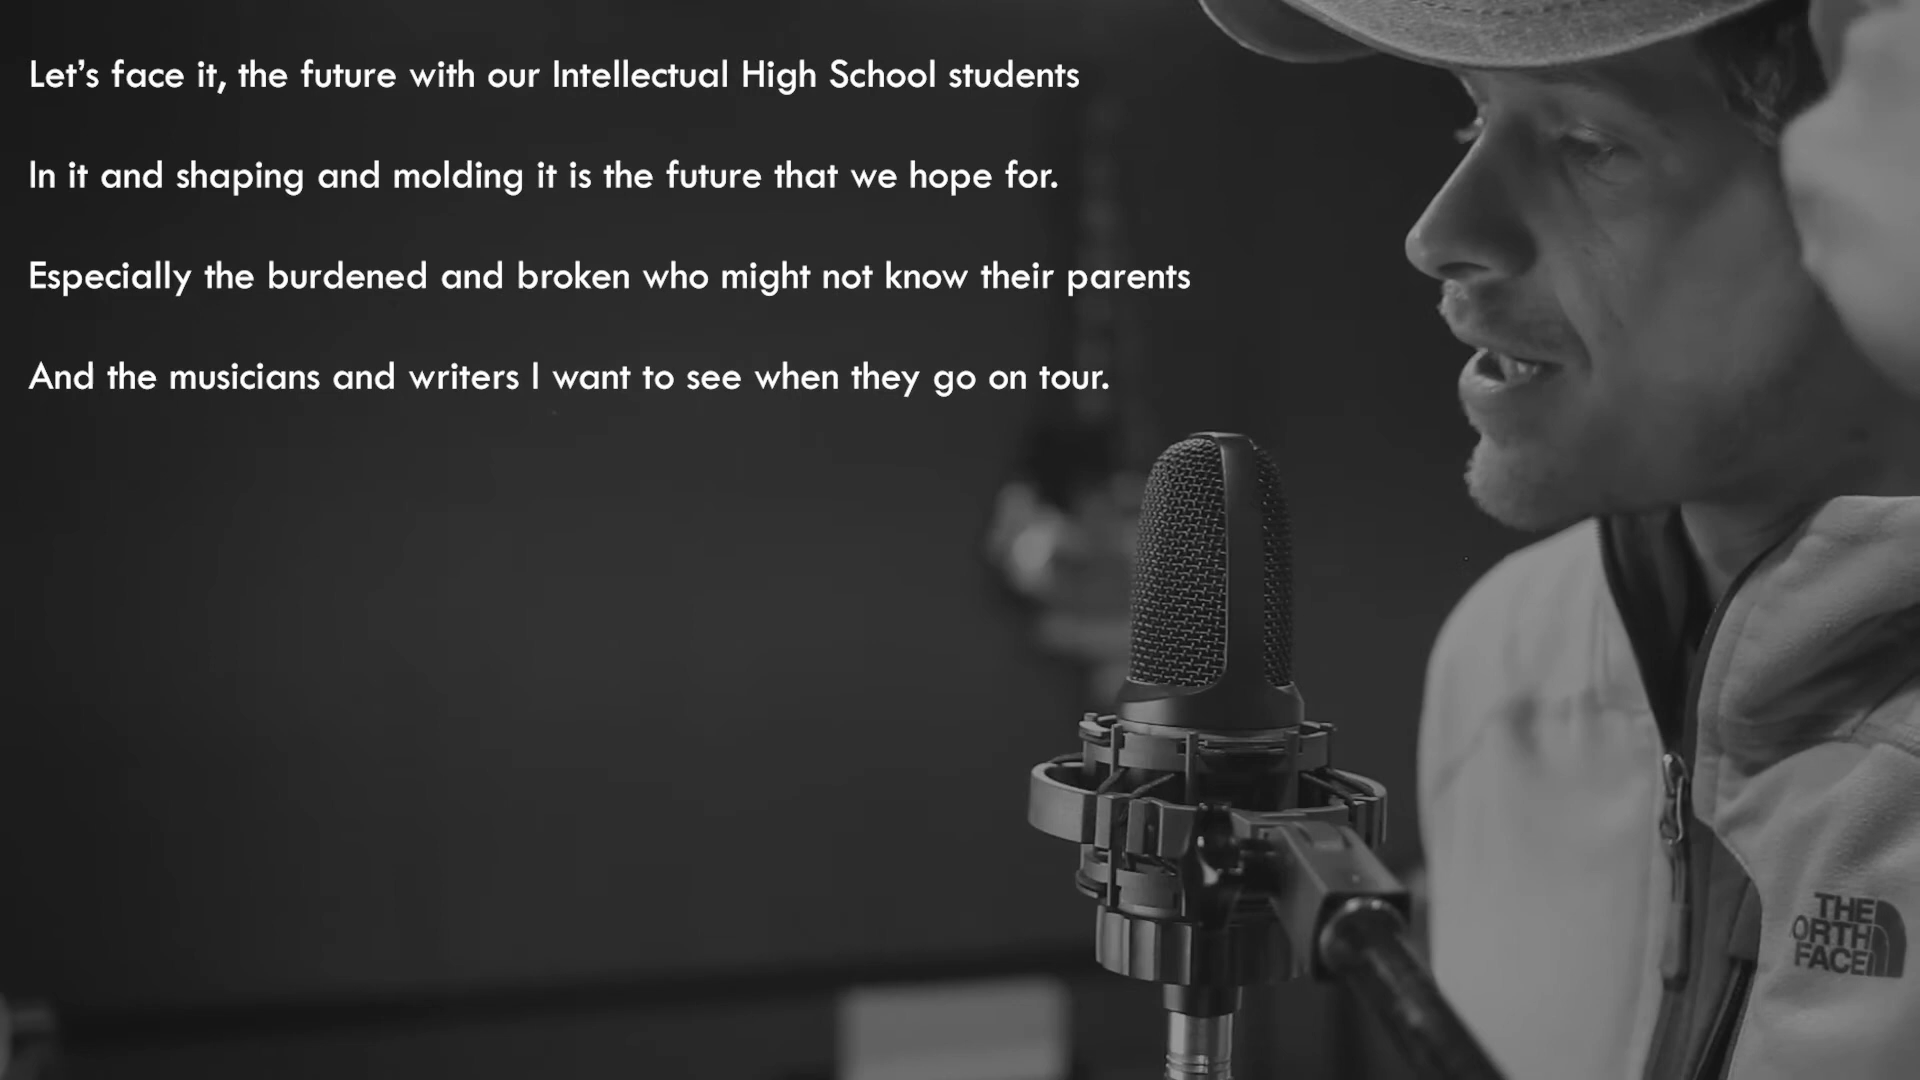 Let's face it, the future with our Intellectual High School students
In it and shaping and molding it is the future that we hope for.
Especially the burdened and broken who might not know their parents
And the musicians and writers I want to see when they go on tour.
THE
ORTH
FACE